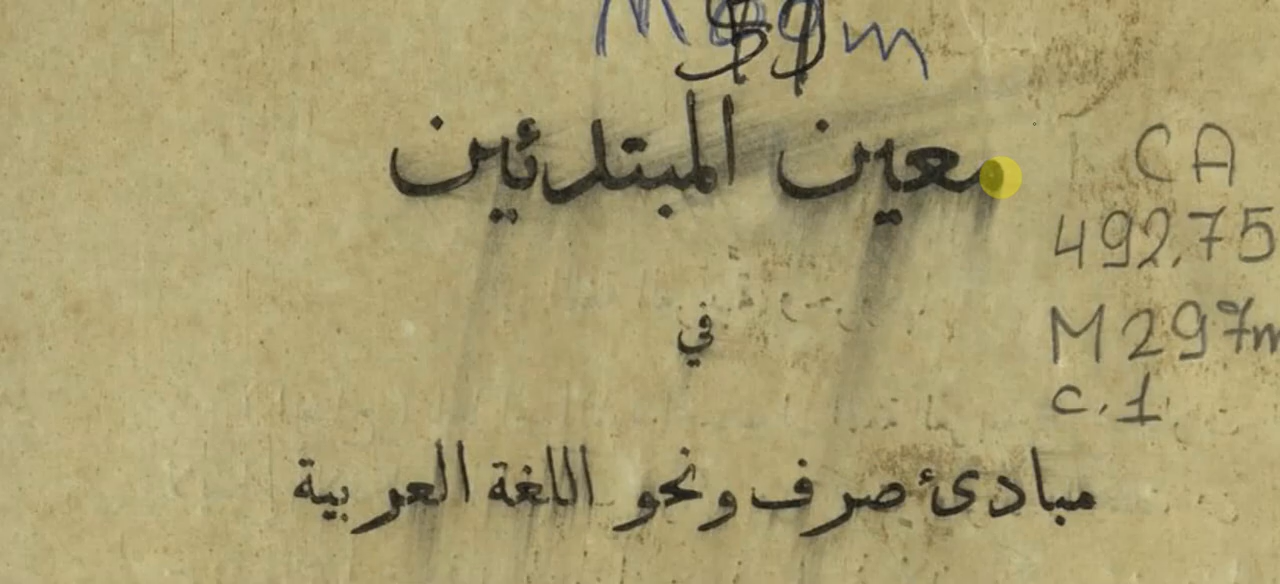 معين المبتدئين
في
مبادئ صرف ونحو اللغة العربية
CA
492.75
M297m
c.1